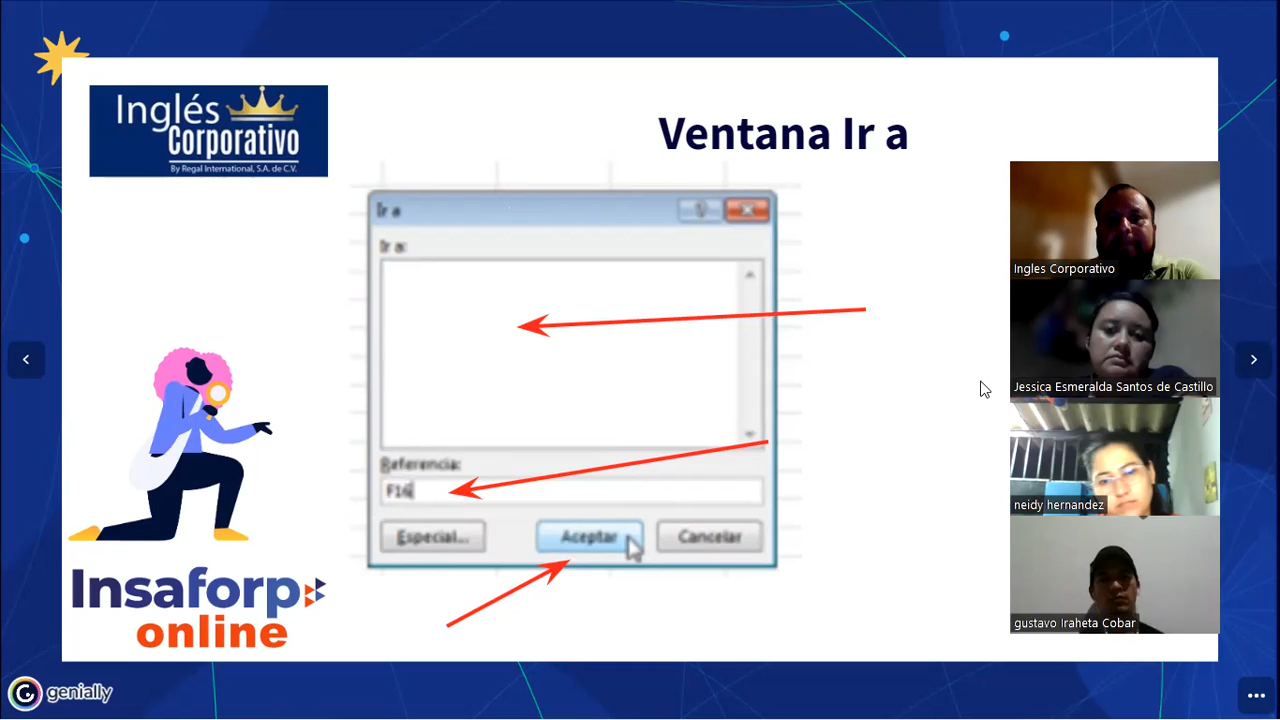 Inglés
Corporativo
By Regal International, S.A. de C.V.
Ventana Ir a
Ir a
Ir a:
Referencia:
F16
Especial...
Aceptar
Cancelar
Ingles Corporativo
Jessica Esmeralda Santos de Castillo
neidy hernandez
gustavo Iraheta Cobar
Insaforp
online
genially